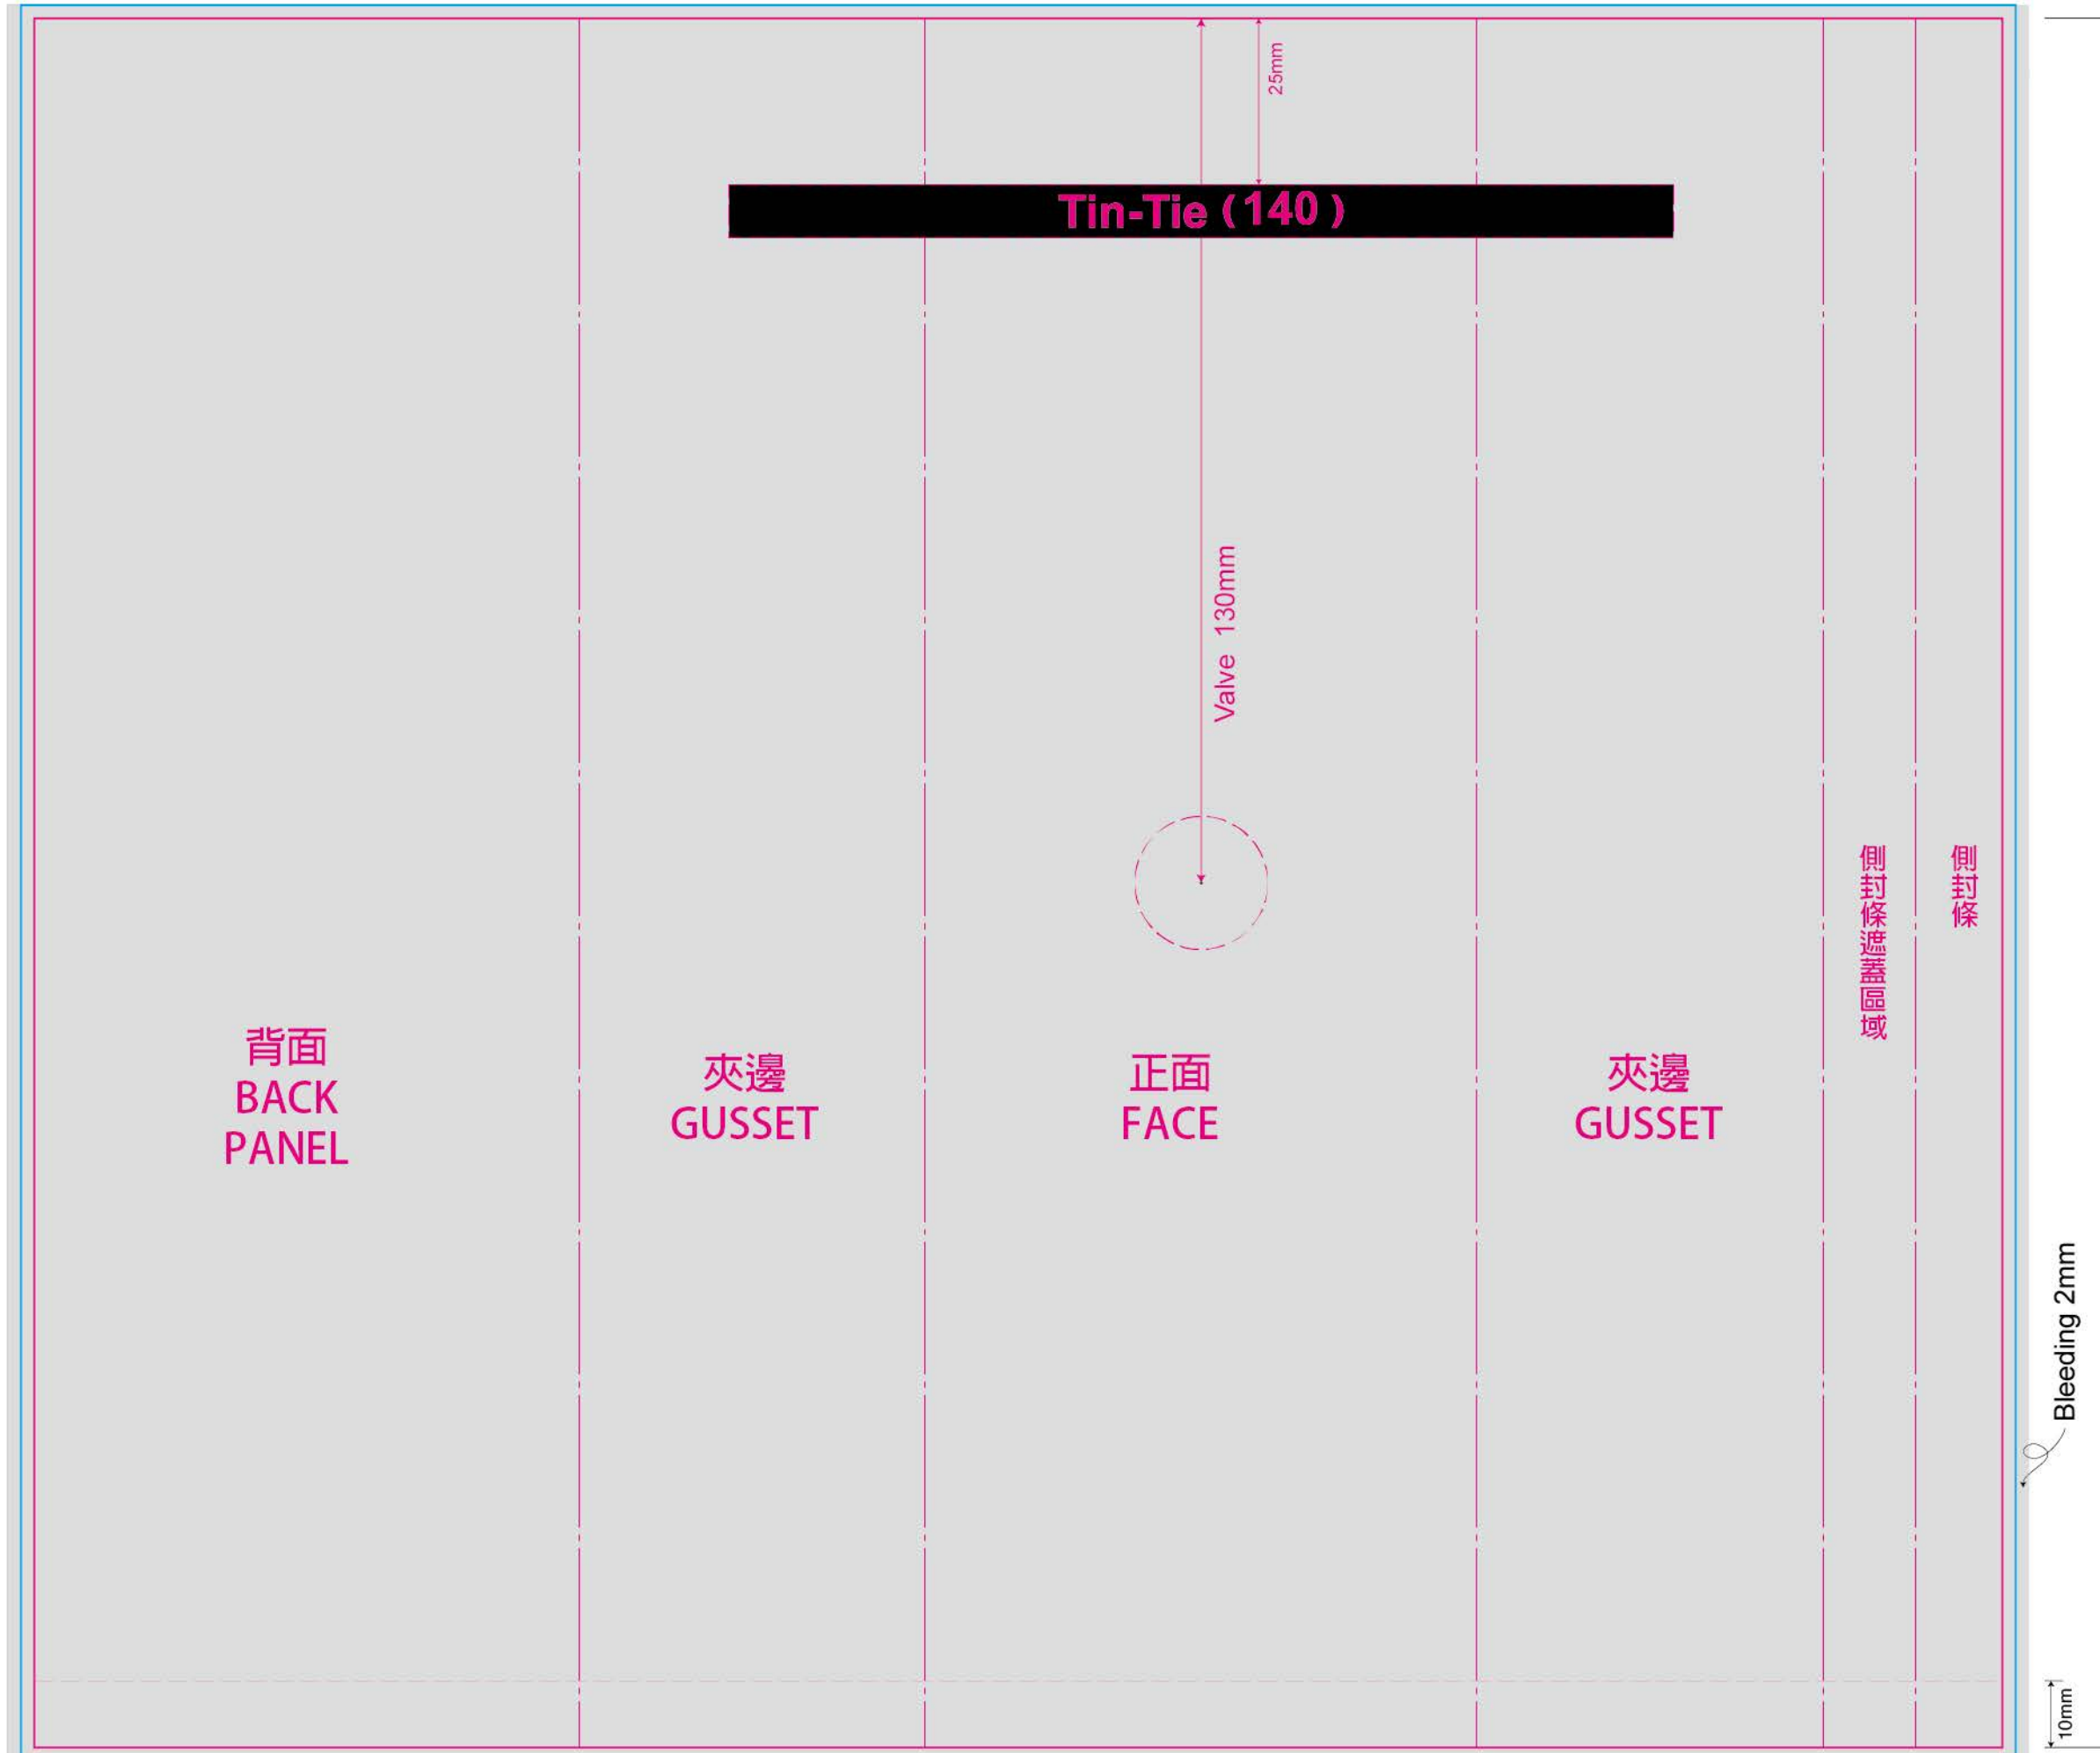 25mm
Tin-Tie (140)
Valve 130mm
側封條遮蓋區域
側封條
背面
BACK
PANEL
夾邊
GUSSET
正面
FACE
夾邊
GUSSET
Bleeding 2mm
10mm